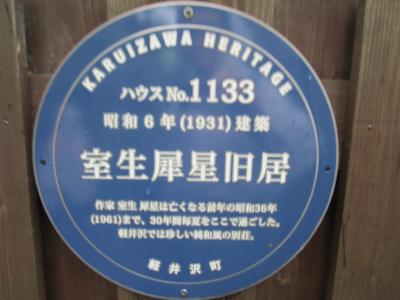 KARUIZAWA HERITAGE
ハウスNo.1133
昭和6年(1931)建築
室生犀星旧居
作家 室生 犀星は亡くなる前年の昭和36年
(1961)まで、30年間毎夏をここで過ごした。
軽井沢では珍しい純和風の別荘。
軽井沢町